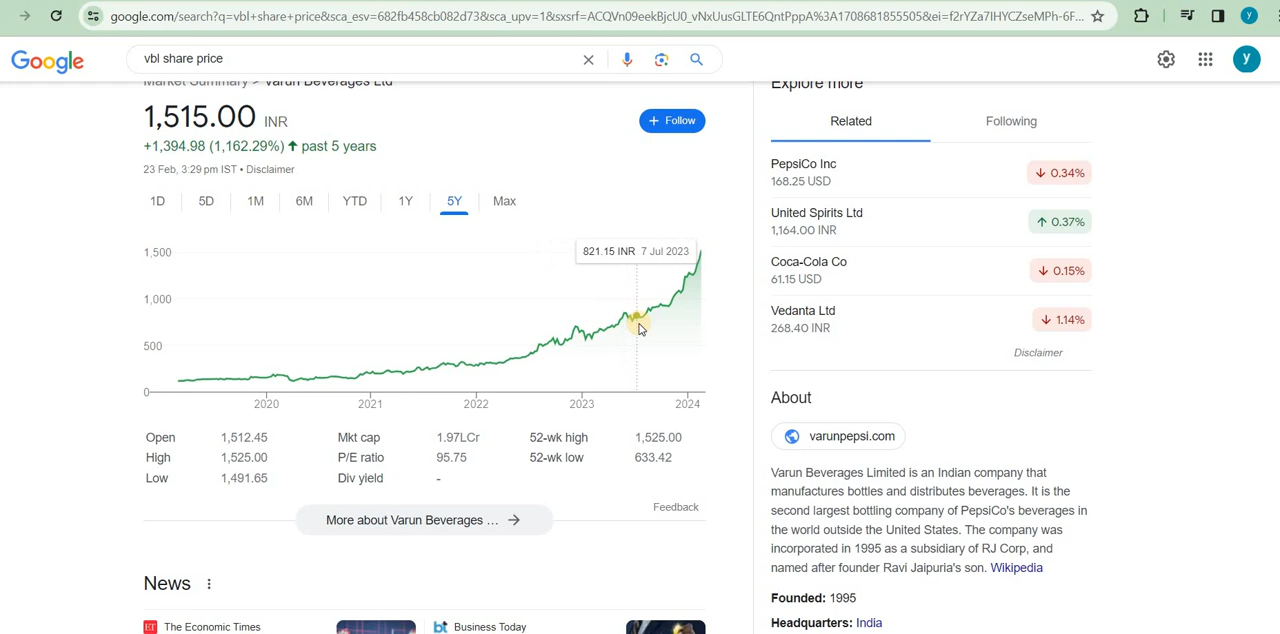 google.com/search?q=vbl+share+price&sca_esv=682fb458cb082d73&sca_upv=1&sxsrf=ACQVn09eekBjcU0_vNxUusGLTE6QntPppA%3A1708681855505&ei=f2rYZa7IHYCZseMPh-6F...
y
Google
vbl share price
y
Market Summary > Varun Beverages Ltd
1,515.00 INR
Follow
+1,394.98 (1,162.29%) ↑ past 5 years
23 Feb, 3:29 pm IST • Disclaimer
1D 5D 1M 6M YTD 1Y 5Y Max
821.15 INR 7 Jul 2023
1,500
1,000
500
0
2020 2021 2022 2023 2024
Open 1,512.45 Mkt cap 1.97LCr 52-wk high 1,525.00
High 1,525.00 P/E ratio 95.75 52-wk low 633.42
Low 1,491.65 Div yield -
Feedback
More about Varun Beverages ... →
News
ET The Economic Times
bt Business Today
Explore more
Related Following
PepsiCo Inc
168.25 USD
↓ 0.34%
United Spirits Ltd
1,164.00 INR
↑ 0.37%
Coca-Cola Co
61.15 USD
↓ 0.15%
Vedanta Ltd
268.40 INR
↓ 1.14%
Disclaimer
About
varunpepsi.com
Varun Beverages Limited is an Indian company that
manufactures bottles and distributes beverages. It is the
second largest bottling company of PepsiCo's beverages in
the world outside the United States. The company was
incorporated in 1995 as a subsidiary of RJ Corp, and
named after founder Ravi Jaipuria's son. Wikipedia
Founded: 1995
Headquarters: India